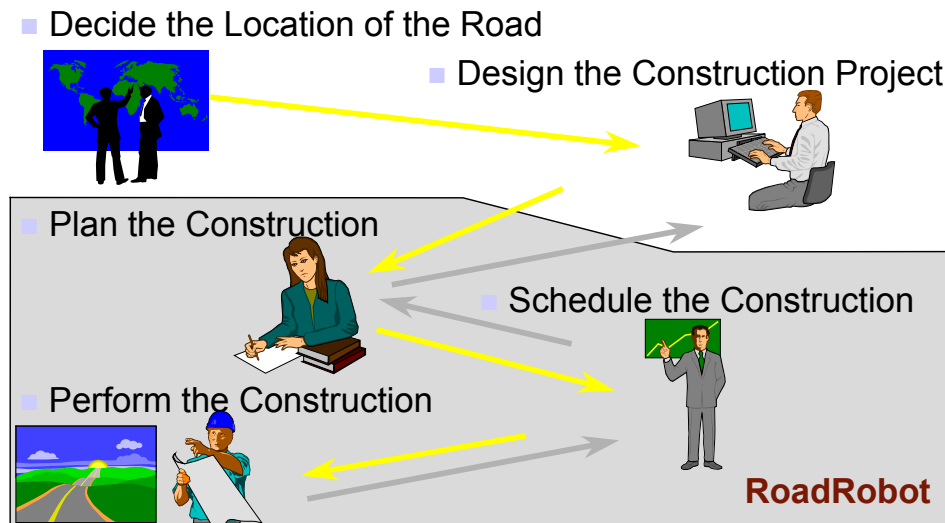 Decide the Location of the Road
Design the Construction Project
Plan the Construction
Schedule the Construction
Perform the Construction
RoadRobot